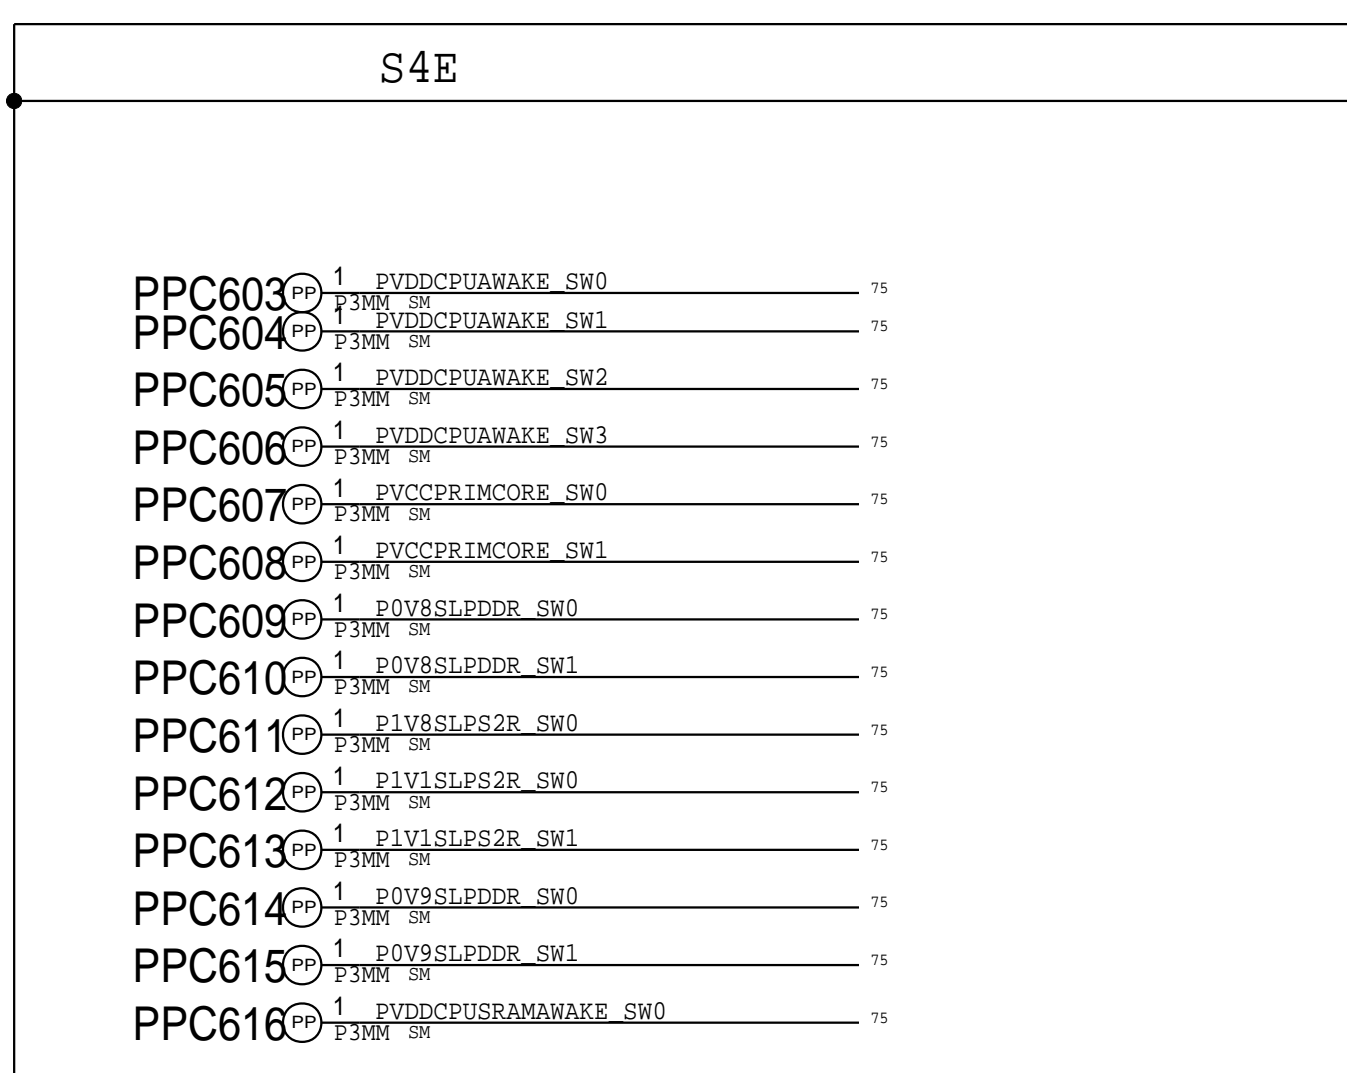 S4E
PPC603 PP 1 PVDDCPUAWAKE_SW0 75
P3MM SM
PPC604 PP 1 PVDDCPUAWAKE_SW1 75
P3MM SM
PPC605 PP 1 PVDDCPUAWAKE_SW2 75
P3MM SM
PPC606 PP 1 PVDDCPUAWAKE_SW3 75
P3MM SM
PPC607 PP 1 PVCCPRIMCORE_SW0 75
P3MM SM
PPC608 PP 1 PVCCPRIMCORE_SW1 75
P3MM SM
PPC609 PP 1 P0V8SLPDDR_SW0 75
P3MM SM
PPC610 PP 1 P0V8SLPDDR_SW1 75
P3MM SM
PPC611 PP 1 P1V8SLPS2R_SW0 75
P3MM SM
PPC612 PP 1 P1V1SLPS2R_SW0 75
P3MM SM
PPC613 PP 1 P1V1SLPS2R_SW1 75
P3MM SM
PPC614 PP 1 P0V9SLPDDR_SW0 75
P3MM SM
PPC615 PP 1 P0V9SLPDDR_SW1 75
P3MM SM
PPC616 PP 1 PVDDCPUSRAMAWAKE_SW0 75
P3MM SM